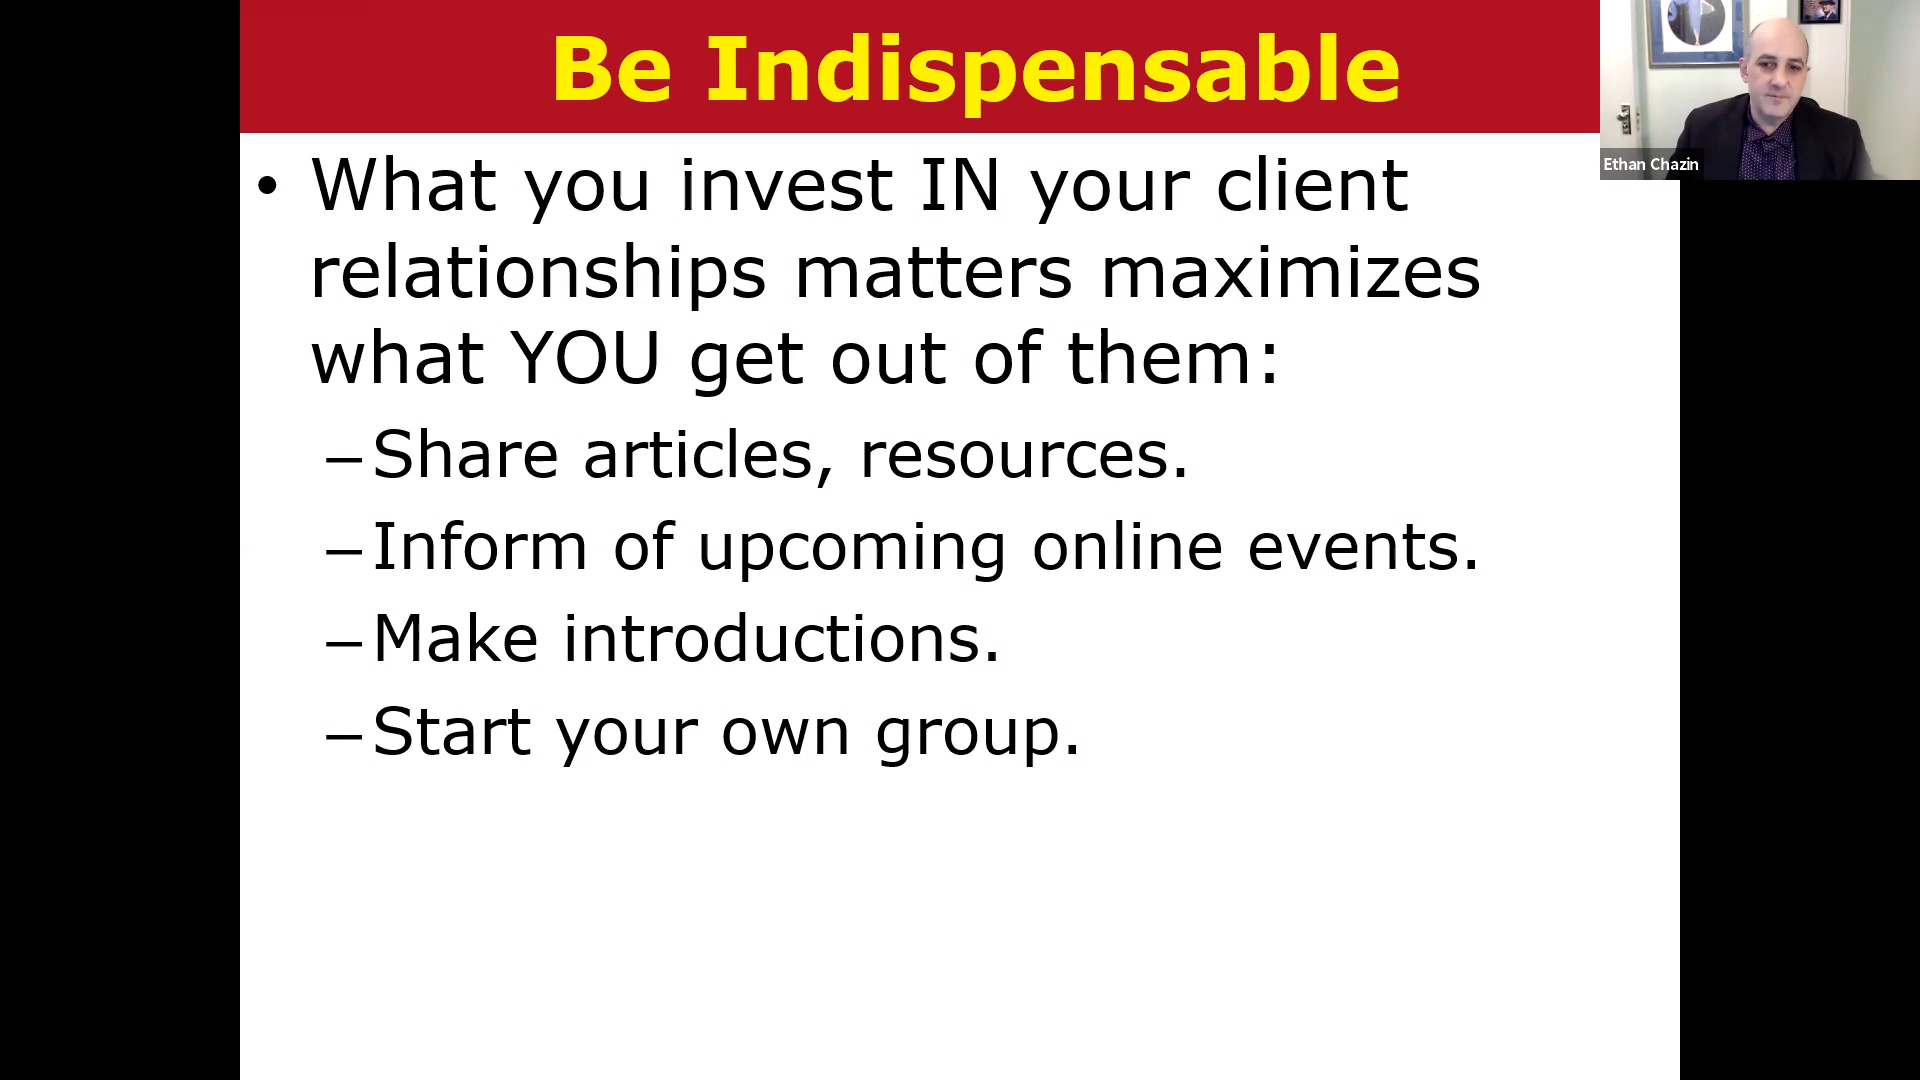 Be Indispensable
Ethan Chazin
• What you invest IN your client
relationships matters maximizes
what YOU get out of them:
–Share articles, resources.
–Inform of upcoming online events.
–Make introductions.
–Start your own group.